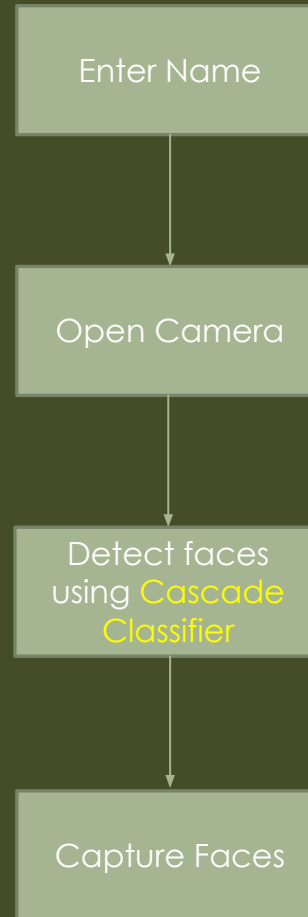 Enter Name
Open Camera
Detect faces
using Cascade
Classifier
Capture Faces